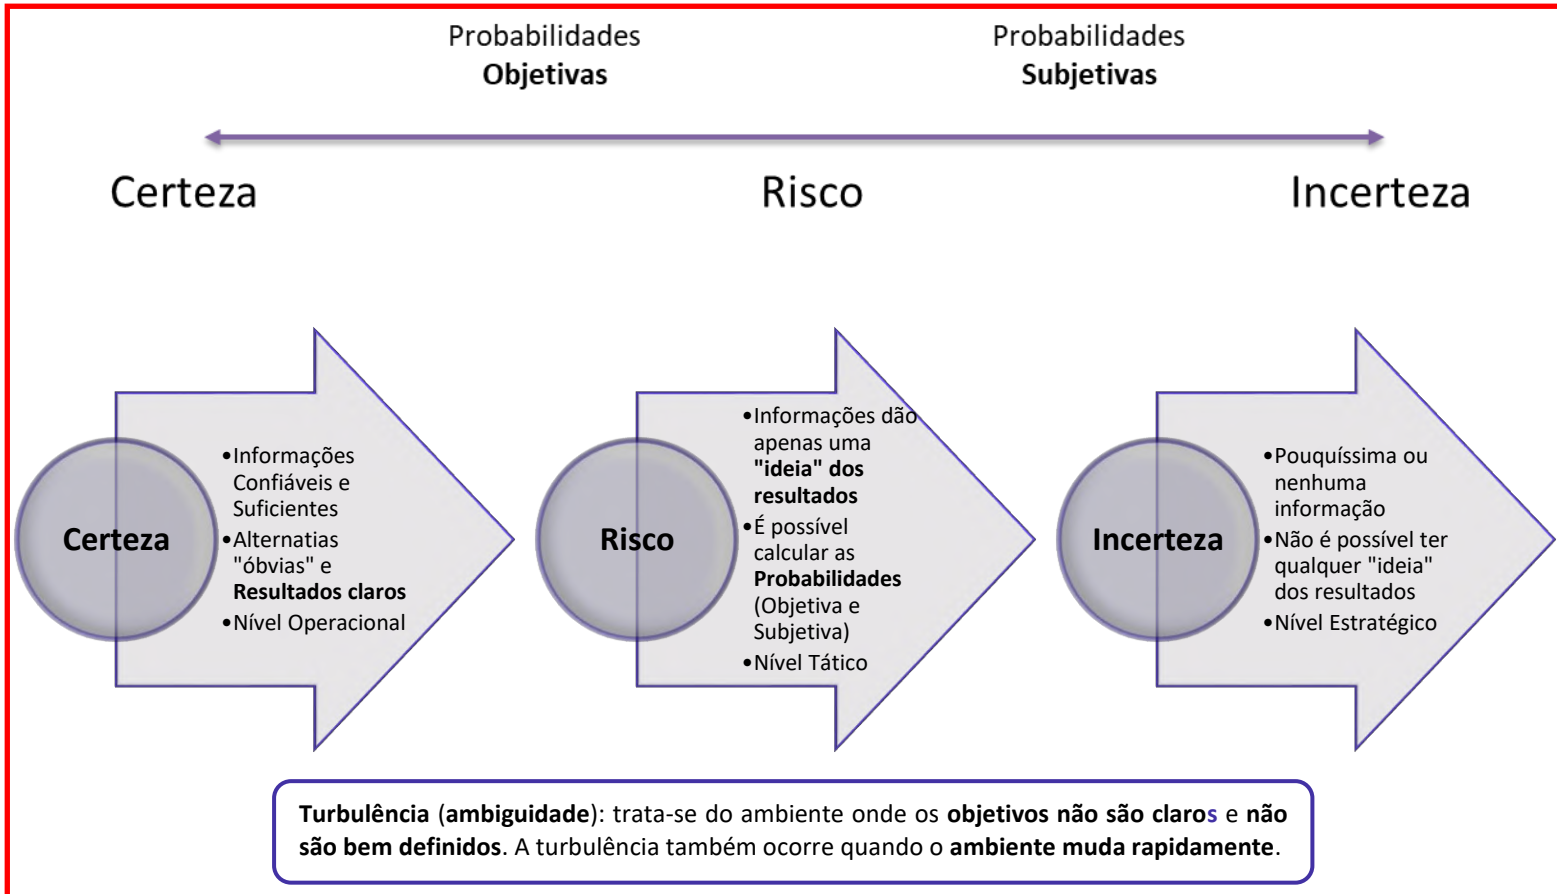 Probabilidades
Objetivas
Probabilidades
Subjetivas
Certeza
Risco
Incerteza
Certeza
•Informações
Confiáveis e
Suficientes
•Alternatias
"óbvias" e
Resultados claros
•Nível Operacional
Risco
•Informações dão
apenas uma
"ideia" dos
resultados
•É possível
calcular as
Probabilidades
(Objetiva e
Subjetiva)
•Nível Tático
Incerteza
•Pouquíssima ou
nenhuma
informação
•Não é possível ter
qualquer "ideia"
dos resultados
•Nível Estratégico
Turbulência (ambiguidade): trata-se do ambiente onde os objetivos não são claros e não
são bem definidos. A turbulência também ocorre quando o ambiente muda rapidamente.